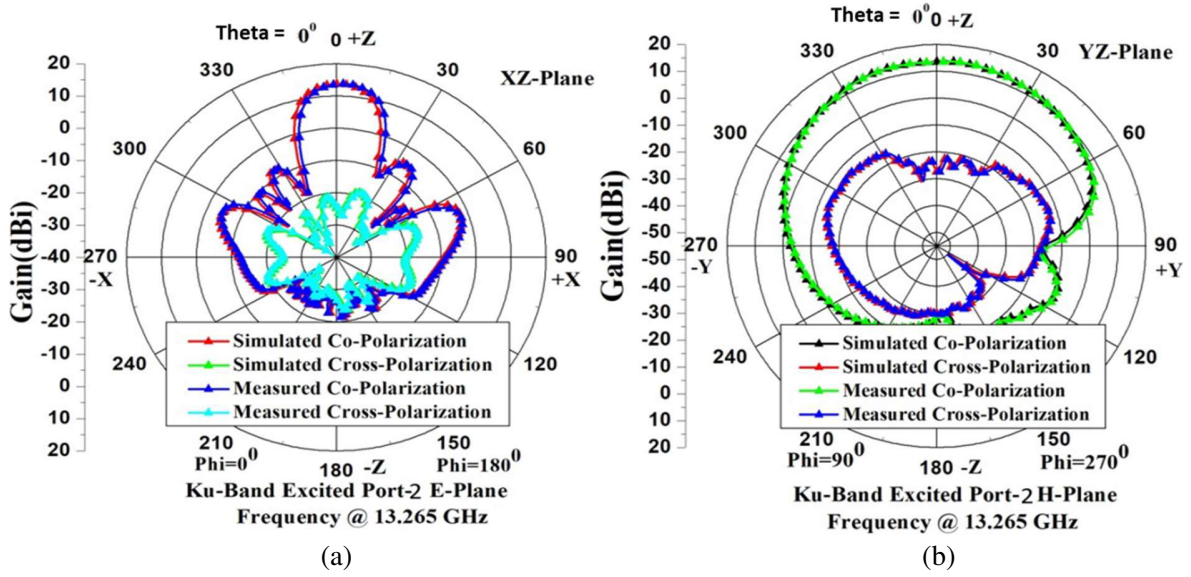 Theta = 0⁰ 0 +Z
XZ-Plane
330
30
300
60
270
-X
90
+X
240
120
210
150
180 -Z
Phi=0⁰
Phi=180⁰
Gain(dBi)
20
10
0
-10
-20
-30
-40
-30
-20
-10
0
10
20
Simulated Co-Polarization
Simulated Cross-Polarization
Measured Co-Polarization
Measured Cross-Polarization
Ku-Band Excited Port-2 E-Plane
Frequency @ 13.265 GHz
(a)
Theta = 0⁰ 0 +Z
YZ-Plane
330
30
300
60
270
-Y
90
+Y
240
120
210
150
180 -Z
Phi=90⁰
Phi=270⁰
Gain(dBi)
20
10
0
-10
-20
-30
-40
-50
-50
-40
-30
-20
-10
0
10
20
Simulated Co-Polarization
Simulated Cross-Polarization
Measured Co-Polarization
Measured Cross-Polarization
Ku-Band Excited Port-2 H-Plane
Frequency @ 13.265 GHz
(b)